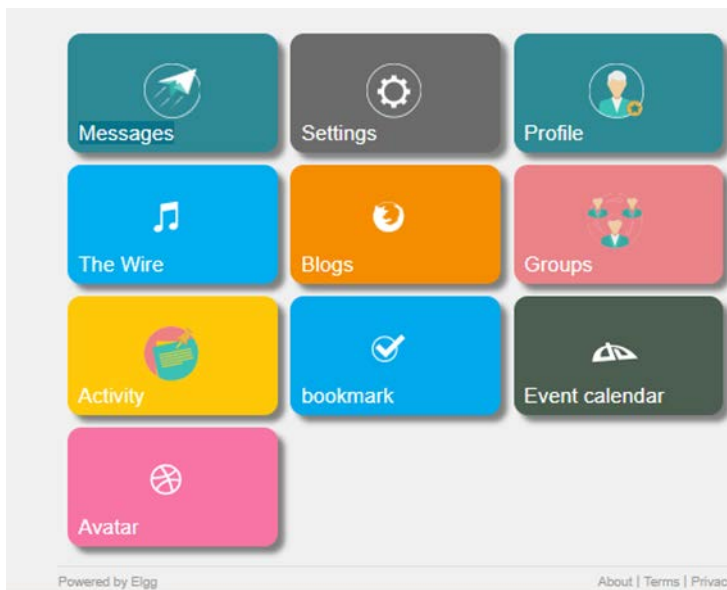 Messages
Settings
Profile
The Wire
Blogs
Groups
Activity
bookmark
Event calendar
Avatar
Powered by Elgg
About | Terms | Privac